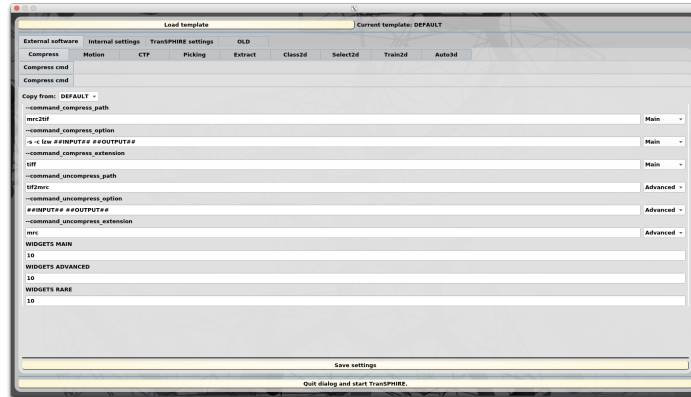 Load template Current template: DEFAULT
External software Internal settings TranSPHIRE settings OLD
Compress Motion CTF Picking Extract Class2d Select2d Train2d Auto3d
Compress cmd
Compress cmd
Copy from: DEFAULT
--command_compress_path
mrc2tif Main
--command_compress_option
-s -c lzw ##INPUT## ##OUTPUT## Main
--command_compress_extension
tiff Main
--command_uncompress_path
tif2mrc Advanced
--command_uncompress_option
##INPUT## ##OUTPUT## Advanced
--command_uncompress_extension
mrc Advanced
WIDGETS MAIN
10
WIDGETS ADVANCED
10
WIDGETS RARE
10
Save settings
Quit dialog and start TranSPHIRE.